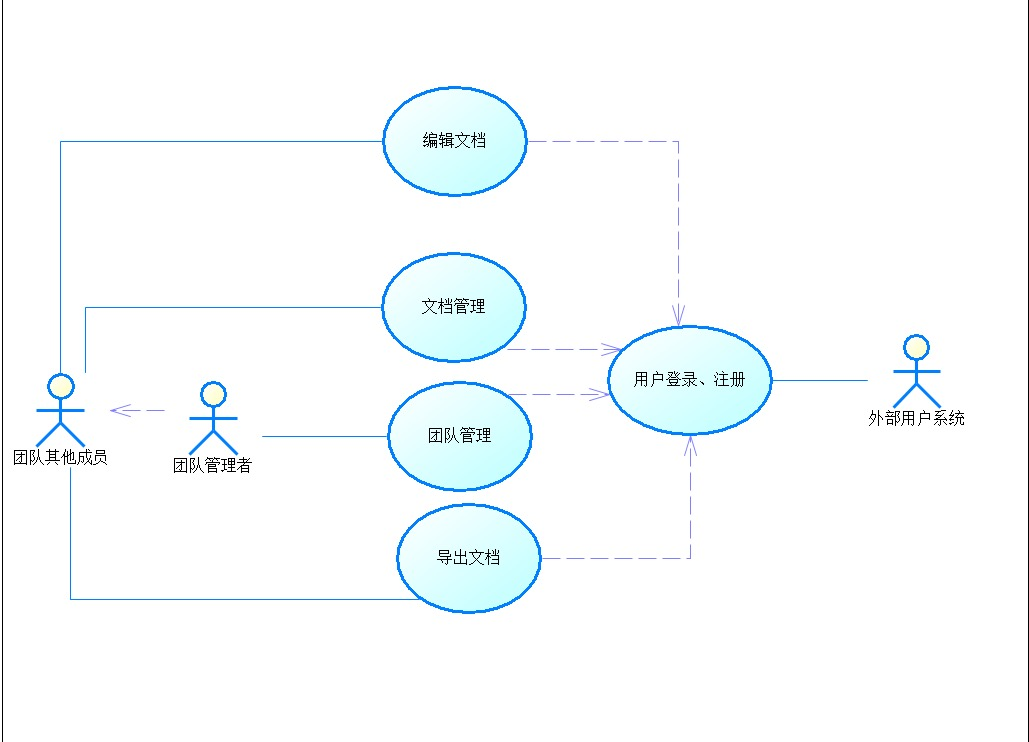 编辑文档
文档管理
用户登录、注册
外部用户系统
团队其他成员
团队管理者
团队管理
导出文档